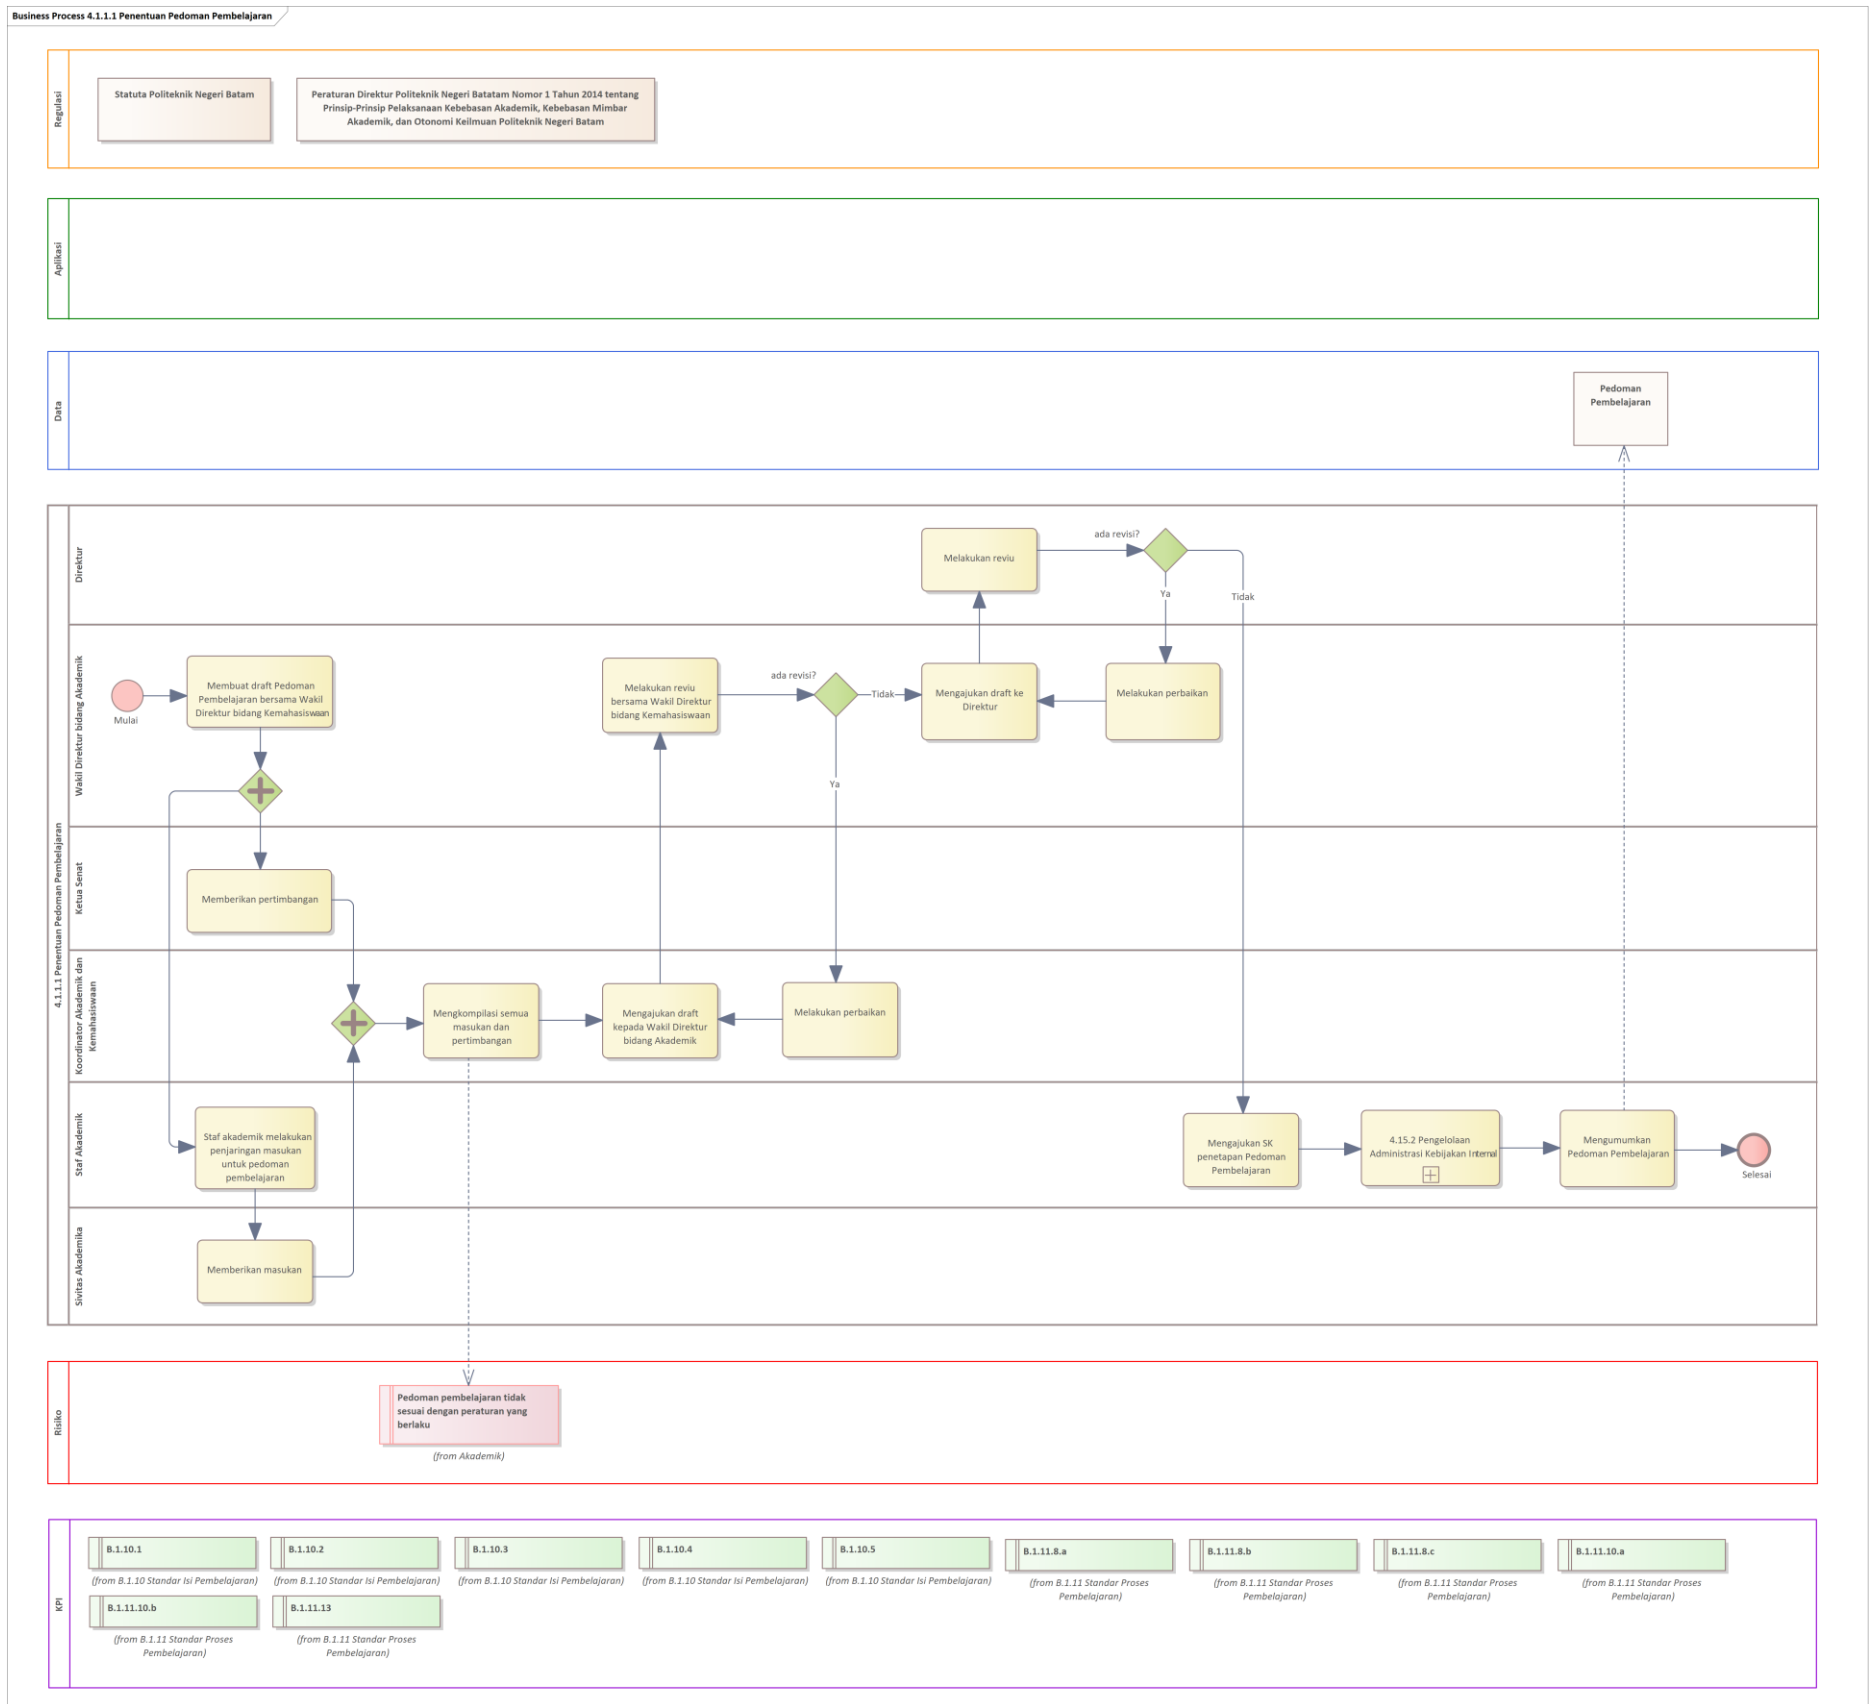 Business Process 4.1.1.1 Penentuan Pedoman Pembelajaran
Regulasi
Statuta Politeknik Negeri Batam
Peraturan Direktur Politeknik Negeri Batatam Nomor 1 Tahun 2014 tentang
Prinsip-Prinsip Pelaksanaan Kebebasan Akademik, Kebebasan Mimbar
Akademik, dan Otonomi Keilmuan Politeknik Negeri Batam
Aplikasi
Data
Pedoman
Pembelajaran
4.1.1.1 Penentuan Pedoman Pembelajaran
Direktur
Melakukan reviu
ada revisi?
Ya
Tidak
Wakil Direktur bidang Akademik
Mulai
Membuat draft Pedoman
Pembelajaran bersama Wakil
Direktur bidang Kemahasiswaan
Melakukan reviu
bersama Wakil Direktur
bidang Kemahasiswaan
ada revisi?
Tidak
Ya
Mengajukan draft ke
Direktur
Melakukan perbaikan
Ketua Senat
Memberikan pertimbangan
Koordinator Akademik dan
Kemahasiswaan
Mengkompilasi semua
masukan dan
pertimbangan
Mengajukan draft
kepada Wakil Direktur
bidang Akademik
Melakukan perbaikan
Staf Akademik
Staf akademik melakukan
penjaringan masukan
untuk pedoman
pembelajaran
Mengajukan SK
penetapan Pedoman
Pembelajaran
4.15.2 Pengelolaan
Administrasi Kebijakan Internal
Mengumumkan
Pedoman Pembelajaran
Selesai
Sivitas Akademika
Memberikan masukan
Risiko
Pedoman pembelajaran tidak
sesuai dengan peraturan yang
berlaku
(from Akademik)
KPI
B.1.10.1
(from B.1.10 Standar Isi Pembelajaran)
B.1.10.2
(from B.1.10 Standar Isi Pembelajaran)
B.1.10.3
(from B.1.10 Standar Isi Pembelajaran)
B.1.10.4
(from B.1.10 Standar Isi Pembelajaran)
B.1.10.5
(from B.1.10 Standar Isi Pembelajaran)
B.1.11.8.a
(from B.1.11 Standar Proses
Pembelajaran)
B.1.11.8.b
(from B.1.11 Standar Proses
Pembelajaran)
B.1.11.8.c
(from B.1.11 Standar Proses
Pembelajaran)
B.1.11.10.a
(from B.1.11 Standar Proses
Pembelajaran)
B.1.11.10.b
(from B.1.11 Standar Proses
Pembelajaran)
B.1.11.13
(from B.1.11 Standar Proses
Pembelajaran)